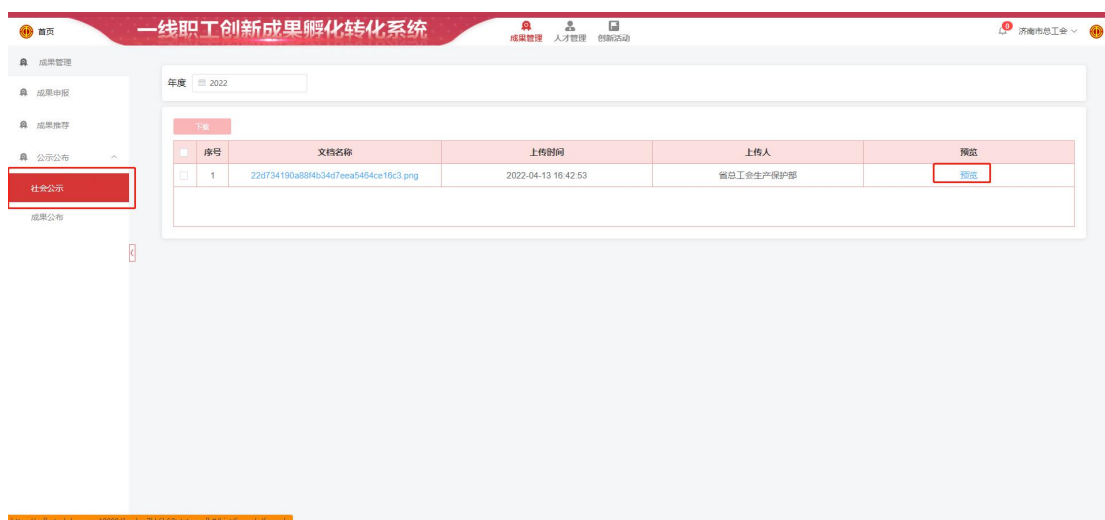 首页
一线职工创新成果孵化转化系统
成果管理 人才管理 创新活动
0 济南市总工会
成果管理
成果申报
成果推荐
公示公布
社会公示
成果公布
年度 2022
下载
序号 文档名称 上传时间 上传人 预览
1 22d734190a88f4b34d7eea5464ce16c3.png 2022-04-13 16:42:53 省总工会生产保护部 预览